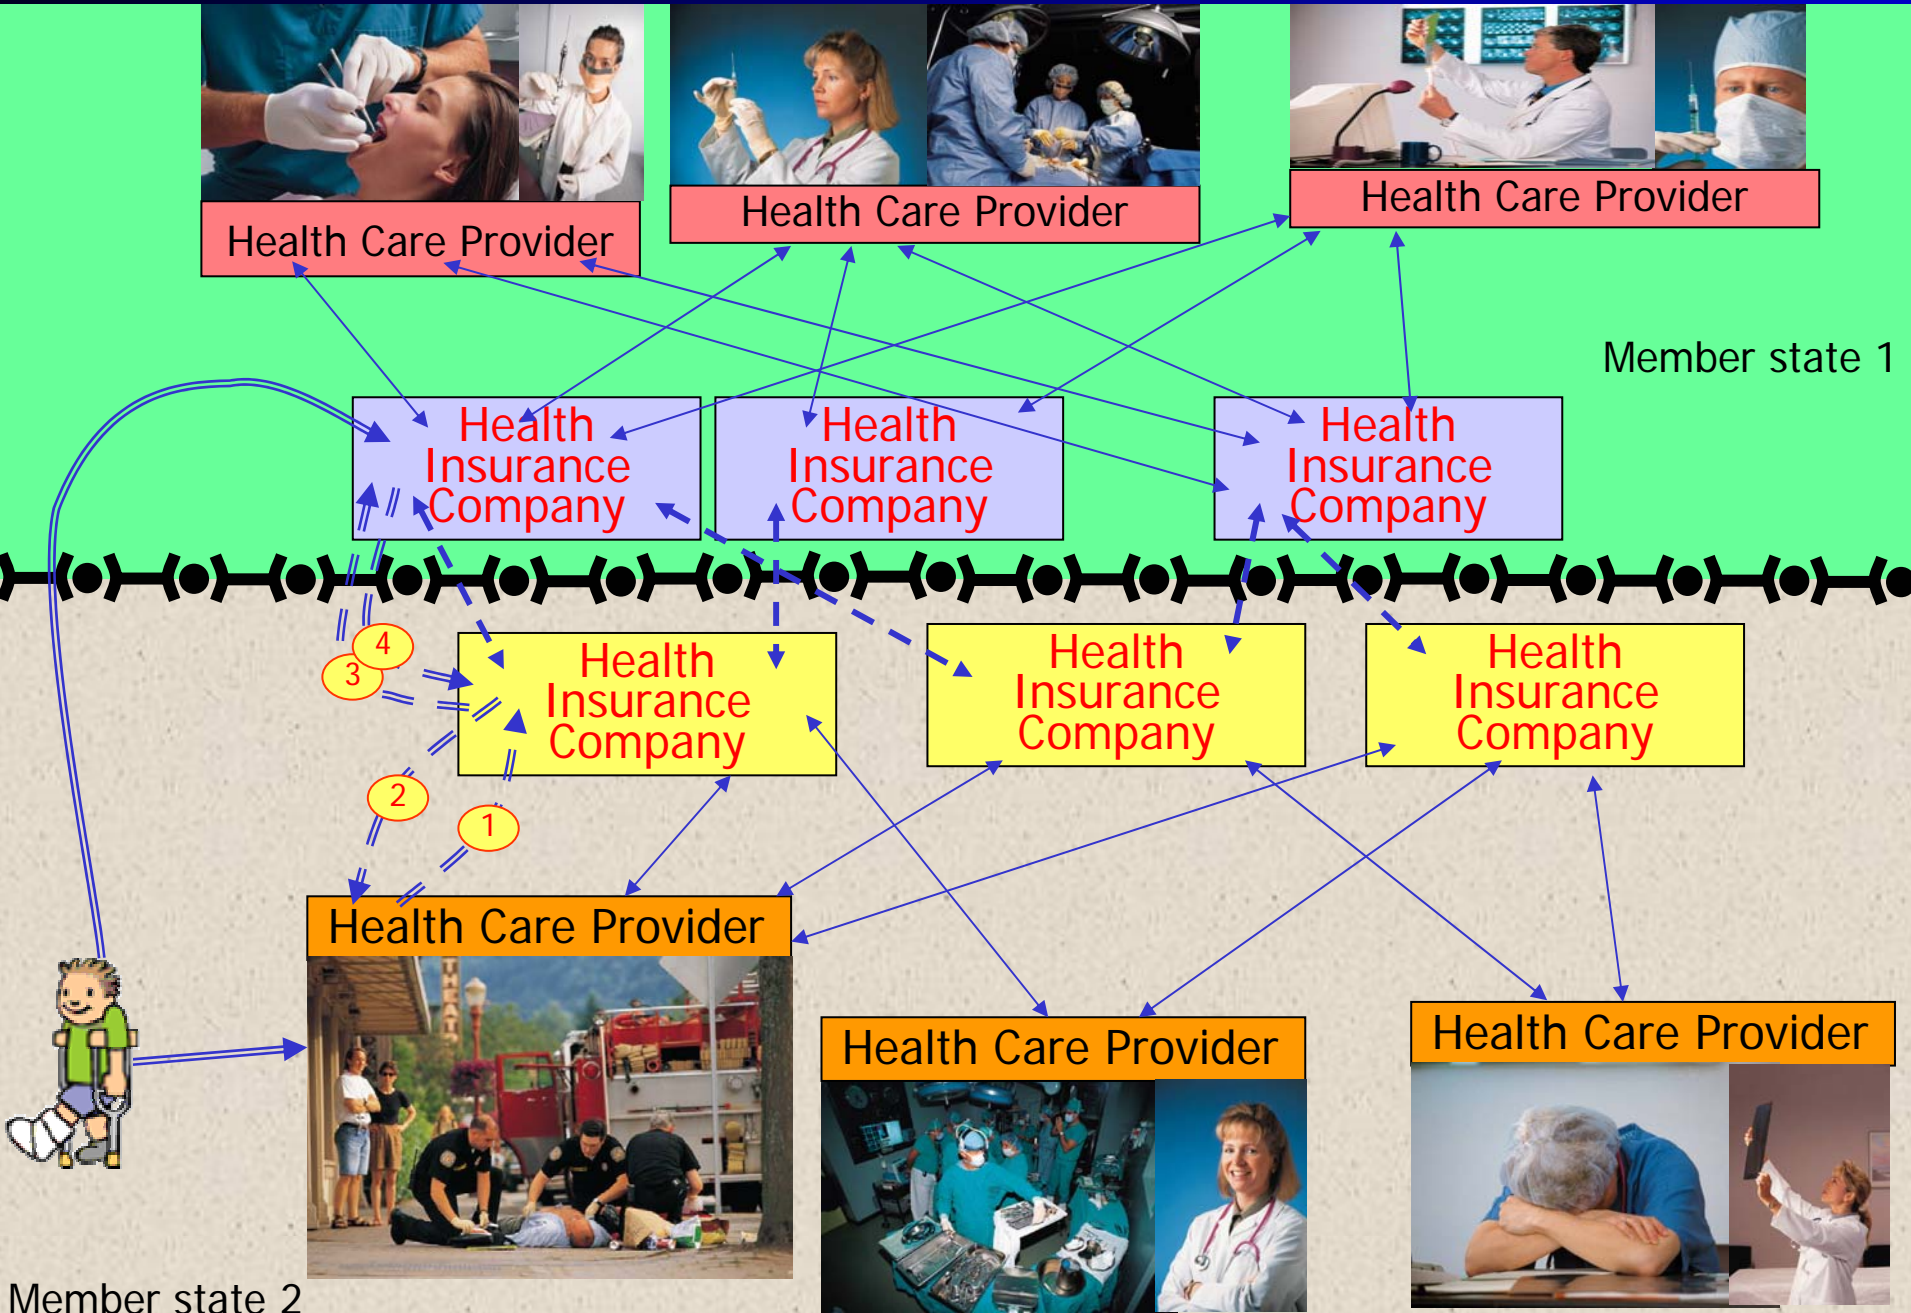 Health Care Provider
Health Care Provider
Health Care Provider
Member state 1
Health
Insurance
Company
Health
Insurance
Company
Health
Insurance
Company
4
3
Health
Insurance
Company
Health
Insurance
Company
Health
Insurance
Company
2
1
Health Care Provider
Health Care Provider
Health Care Provider
Member state 2